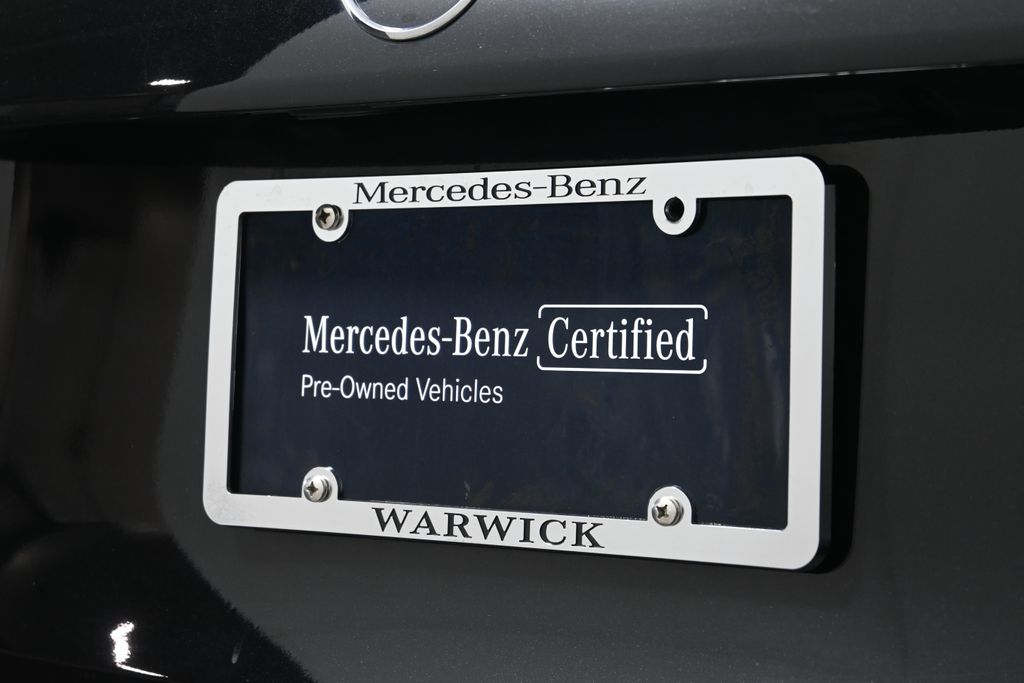 Mercedes-Benz
Mercedes-Benz Certified
Pre-Owned Vehicles
WARWICK